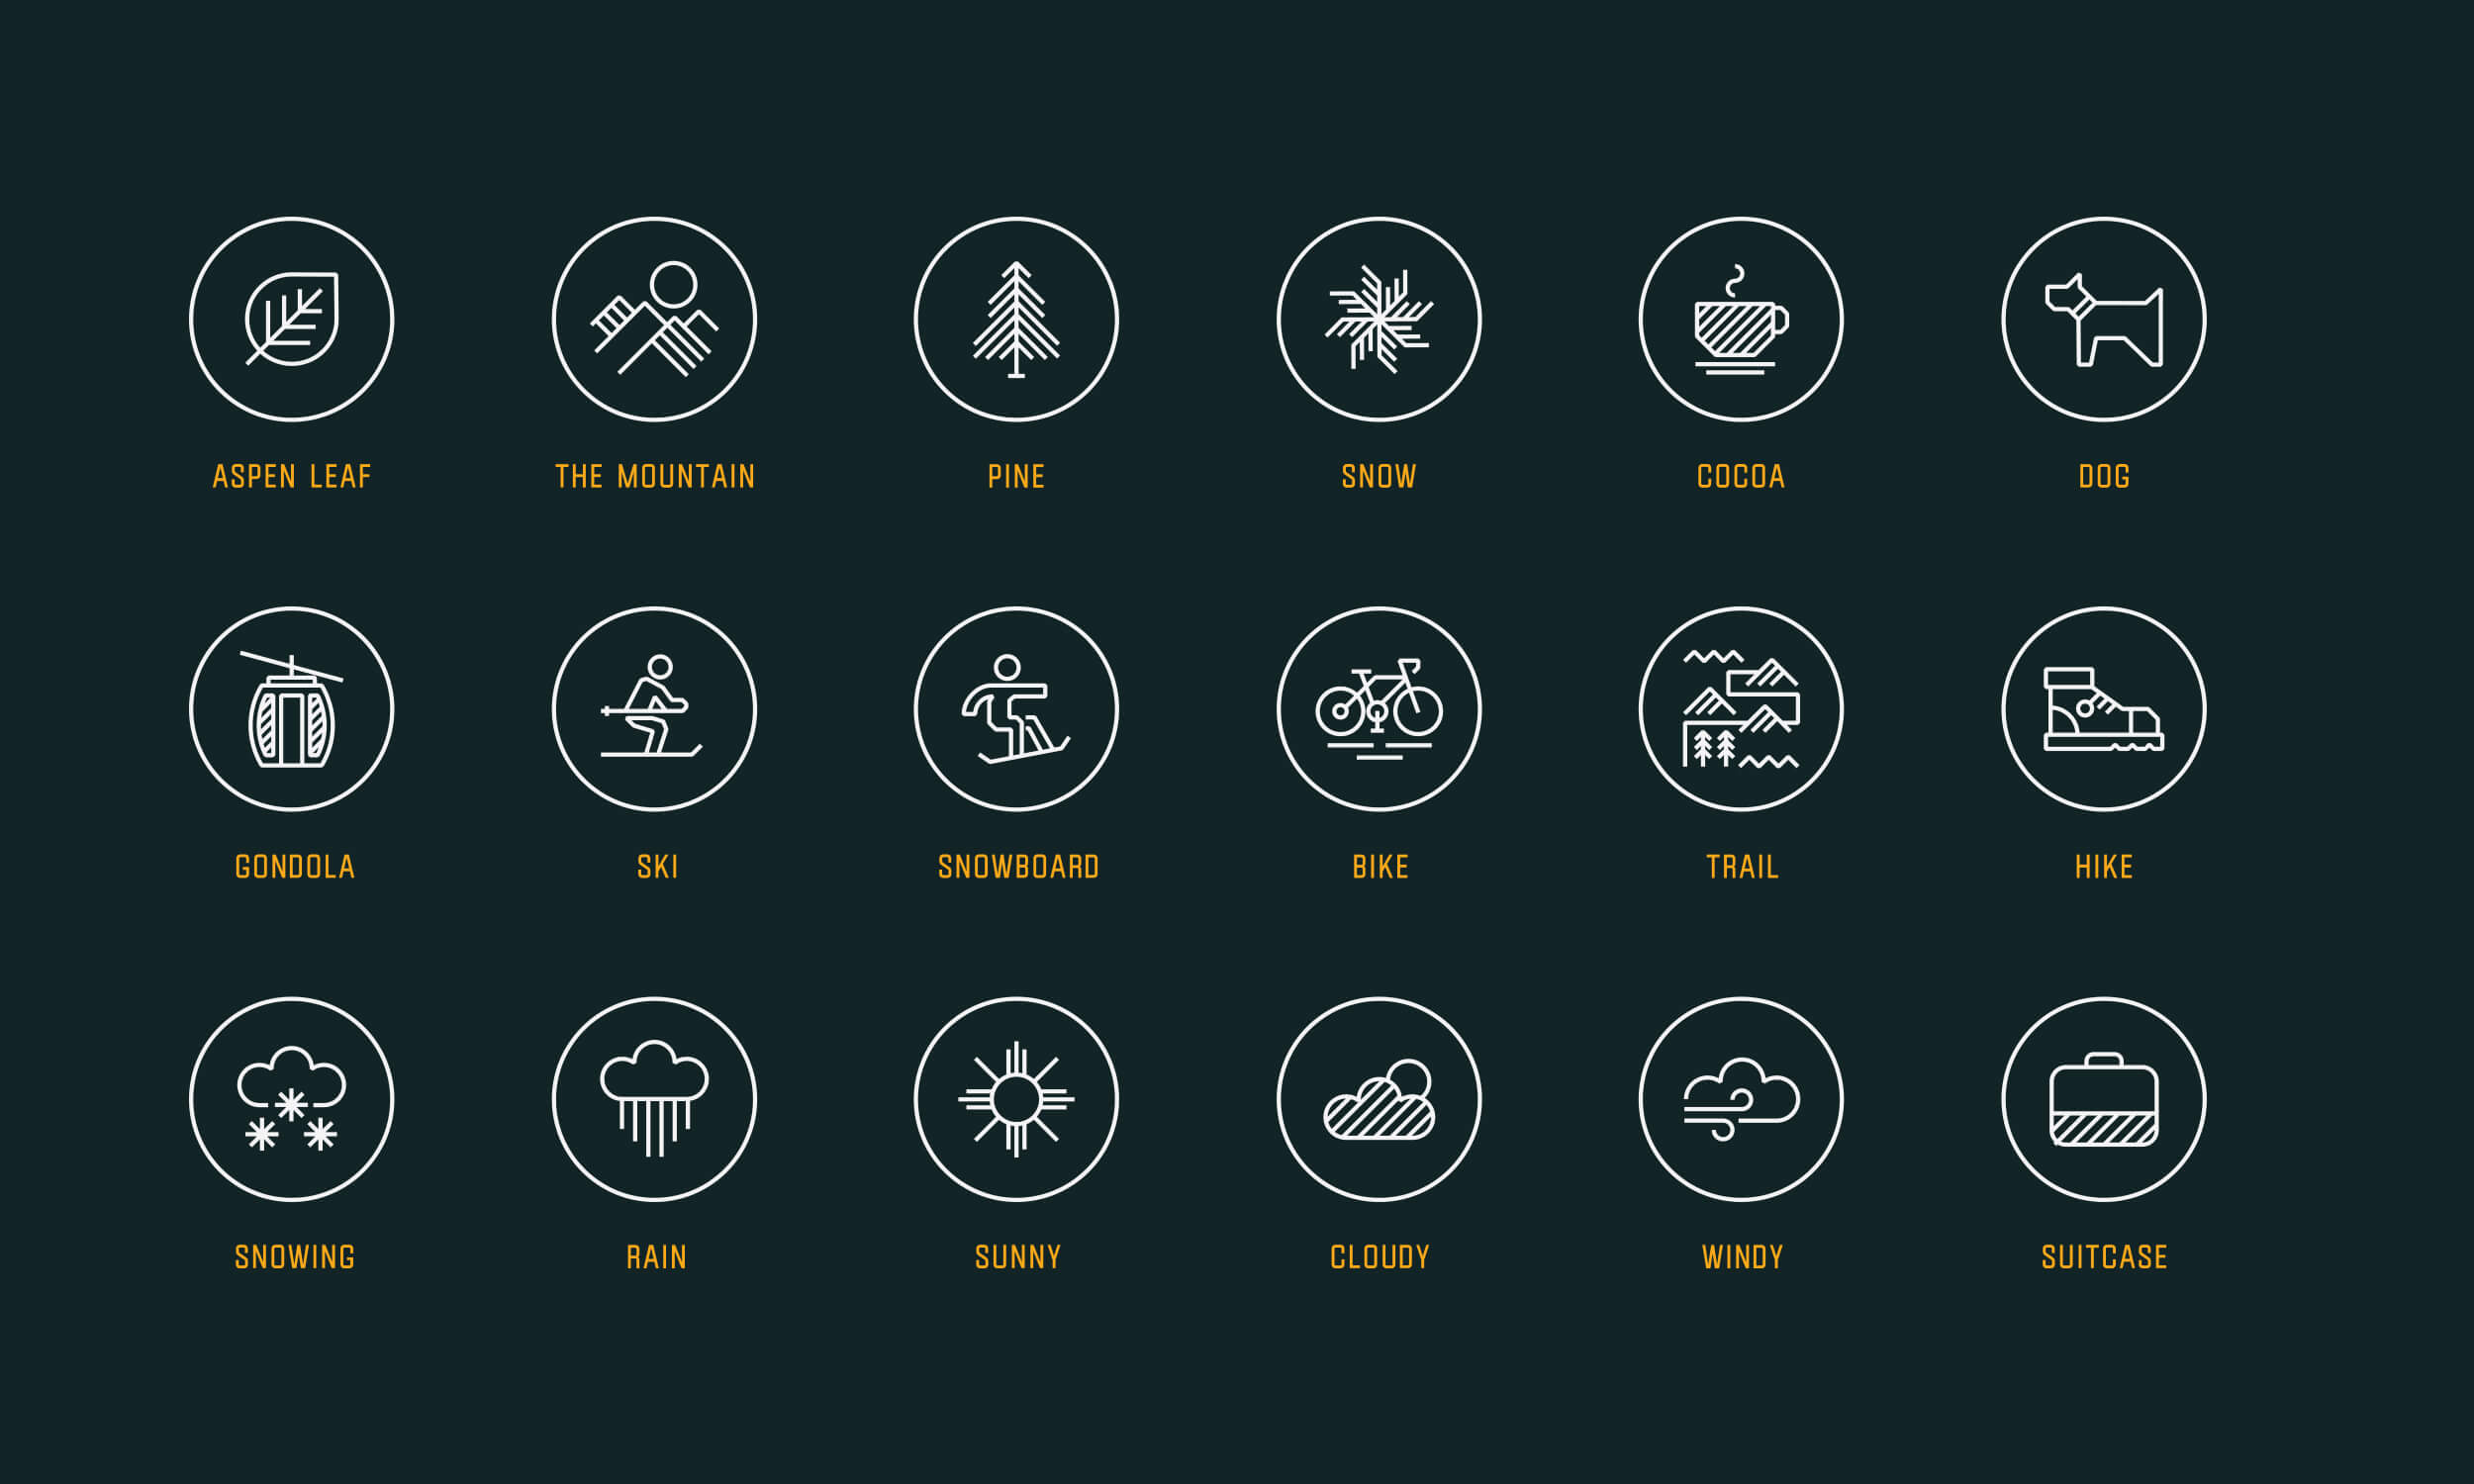 ASPEN LEAF
THE MOUNTAIN
PINE
SNOW
COCOA
DOG
GONDOLA
SKI
SNOWBOARD
BIKE
TRAIL
HIKE
SNOWING
RAIN
SUNNY
CLOUDY
WINDY
SUITCASE